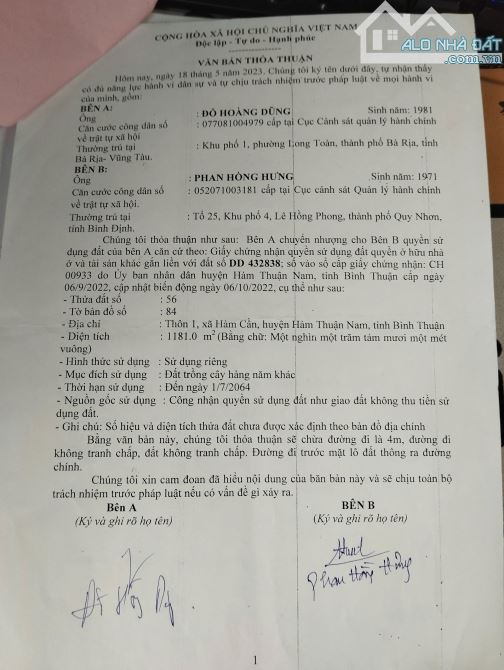 CỘNG HÒA XÃ HỘI CHỦ NGHĨA VIỆT NAM
ALO NHÀ ĐẤT
.com.vn
Độc lập - Tự do - Hạnh phúc
VĂN BẢN THỎA THUẬN
Hôm nay, ngày 18 tháng 5 năm 2023. Chúng tôi ký tên dưới đây, tự nhận thấy
có đủ năng lực hành vi dân sự và tự chịu trách nhiệm trước pháp luật về mọi hành vi
của mình, gồm:
BÊN A:
Ông : ĐỖ HOÀNG DŨNG Sinh năm: 1981
Căn cước công dân số : 077081004979 cấp tại Cục Cảnh sát quản lý hành chính
về trật tự xã hội
Thường trú tại : Khu phố 1, phường Long Toàn, thành phố Bà Rịa, tỉnh
Bà Rịa- Vũng Tàu.
BÊN B:
Ông : PHAN HỒNG HƯNG Sinh năm: 1971
Căn cước công dân số : 052071003181 cấp tại Cục cảnh sát Quản lý hành chính
về trật tự xã hội.
Thường trú tại : Tổ 25, Khu phố 4, Lê Hồng Phong, thành phố Quy Nhơn,
tỉnh Bình Định.
Chúng tôi thỏa thuận như sau: Bên A chuyển nhượng cho Bên B quyền sử
dụng đất của bên A căn cứ theo: Giấy chứng nhận quyền sử dụng đất quyền ở hữu nhà
ở và tài sản khác gắn liền với đất số DD 432838; số vào sổ cấp giấy chứng nhận: CH
00933 do Ủy ban nhân dân huyện Hàm Thuận Nam, tỉnh Bình Thuận cấp ngày
06/9/2022, cập nhật biến động ngày 06/10/2022, cụ thể như sau:
- Thửa đất số : 56
- Tờ bản đồ số : 84
- Địa chỉ : Thôn 1, xã Hàm Cần, huyện Hàm Thuận Nam, tỉnh Bình Thuận
- Diện tích : 1181.0 m² (Bằng chữ: Một nghìn một trăm tám mươi một mét
vuông)
- Hình thức sử dụng : Sử dụng riêng
- Mục đích sử dụng : Đất trồng cây hàng năm khác
- Thời hạn sử dụng : Đến ngày 1/7/2064
- Nguồn gốc sử dụng : Công nhận quyền sử dụng đất như giao đất không thu tiền sử
dụng đất.
- Ghi chú: Số hiệu và diện tích thửa đất chưa được xác định theo bản đồ địa chính
Bằng văn bản này, chúng tôi thỏa thuận sẽ chừa đường đi là 4m, đường đi
không tranh chấp, đất không tranh chấp. Đường đi trước mặt lô đất thông ra đường
chính.
Chúng tôi xin cam đoan đã hiểu nội dung của băn bản này và sẽ chịu toàn bộ
trách nhiệm trước pháp luật nếu có vấn đề gì xảy ra.
Bên A BÊN B
(Ký và ghi rõ họ tên) (Ký và ghi rõ họ tên)
Phan Hồng Hưng
1